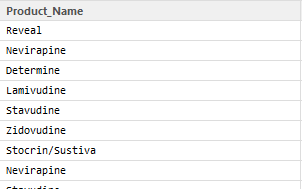 Product_Name
Reveal
Nevirapine
Determine
Lamivudine
Stavudine
Zidovudine
Stocrin/Sustiva
Nevirapine